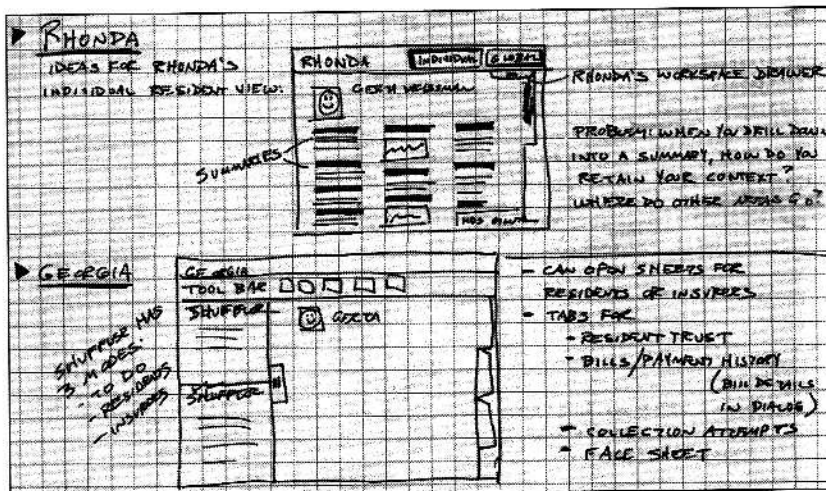 RHONDA
IDEAS FOR RHONDA'S
INDIVIDUAL RESIDENT VIEW:
RHONDA INDIVIDUAL GLOBAL
GERTA
SUMMARIES
RHONDA'S WORKSPACE DRAWER
PROBLEM: WHEN YOU DRILL DOWN
INTO A SUMMARY, HOW DO YOU
RETAIN YOUR CONTEXT?
WHERE DO OTHER AREAS GO?
GEORGIA
SHUFFLER HAS
3 MODES:
- TO DO
- RESIDENTS
- INSURERS
GEORGIA
TOOL BAR
SHUFFLER
GERTA
SHUFFLER
- CAN OPEN SHEETS FOR
RESIDENTS OR INSURERS
- TABS FOR
- RESIDENT TRUST
- BILLS/PAYMENT HISTORY
(BILL DETAILS
IN DIALOG)
- COLLECTION ATTEMPTS
- FACE SHEET